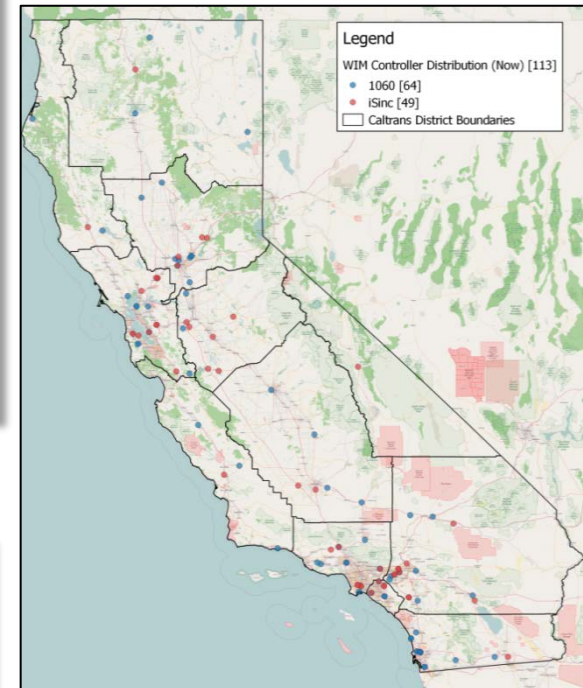 Legend
WIM Controller Distribution (Now) [113]
1060 [64]
iSinc [49]
Caltrans District Boundaries